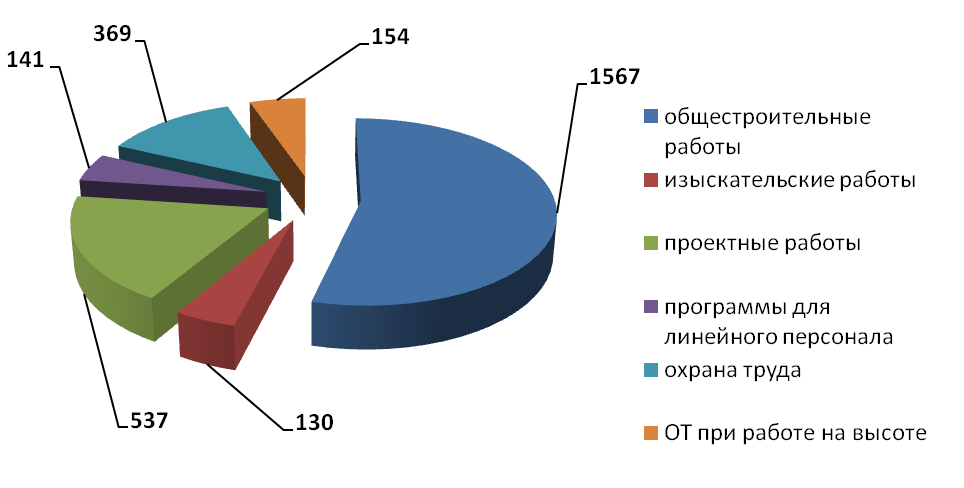 369
154
141
1567
537
130
общестроительные
работы
изыскательские работы
проектные работы
программы для
линейного персонала
охрана труда
ОТ при работе на высоте